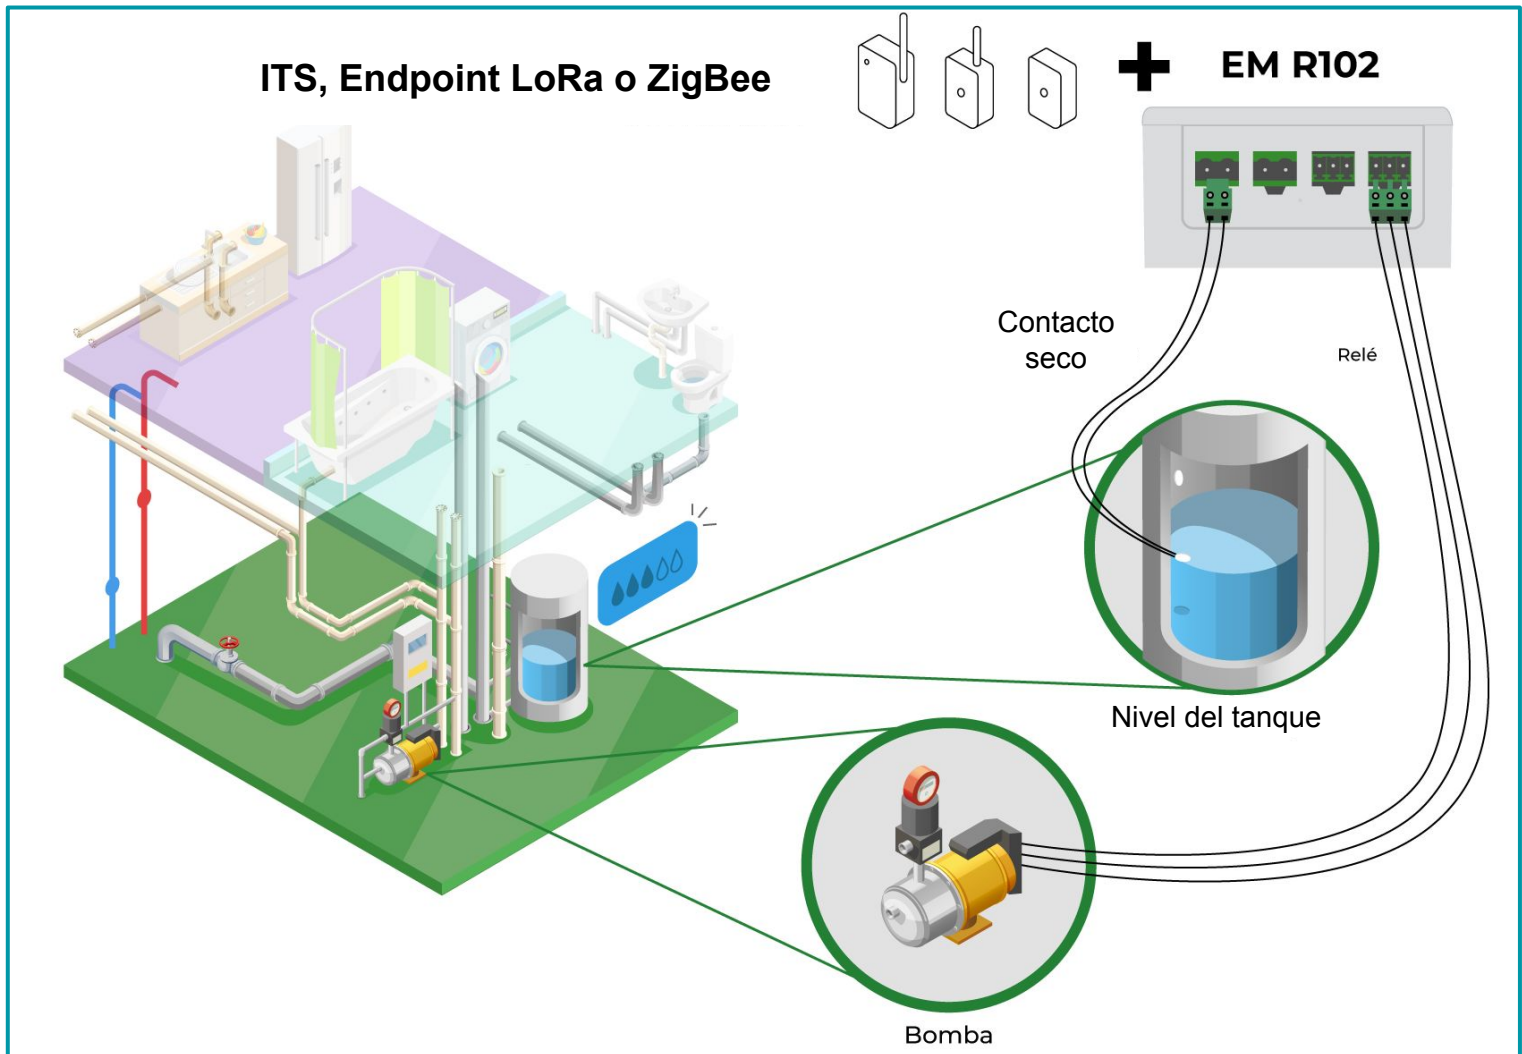 ITS, Endpoint LoRa o ZigBee
EM R102
Contacto
seco
Relé
Nivel del tanque
Bomba